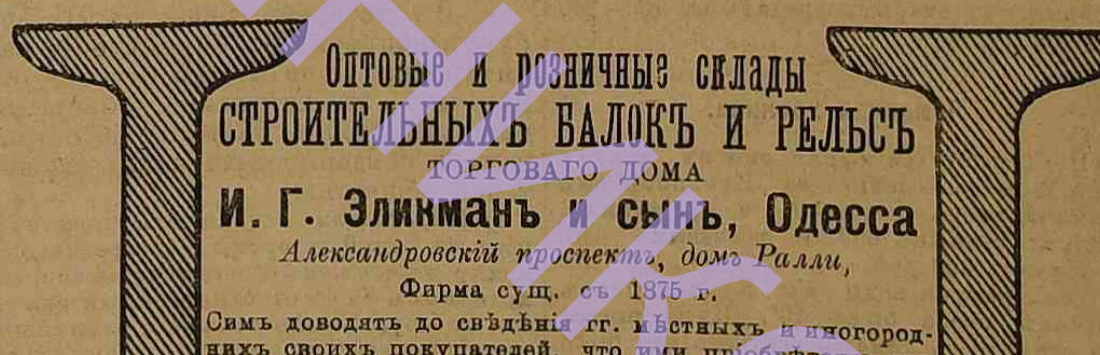 Оптовые и розничные склады
СТРОИТЕЛЬНЫХЪ БАЛОКЪ И РЕЛЬСЪ
ТОРГОВАГО ДОМА
И. Г. Эликманъ и сынъ, Одесса
Александровскій проспектъ, домъ Ралли,
Фирма сущ. съ 1875 г.
Симъ доводятъ до свѣдѣнія гг. мѣстныхъ и иногород-
нихъ своихъ покупателей, что ими